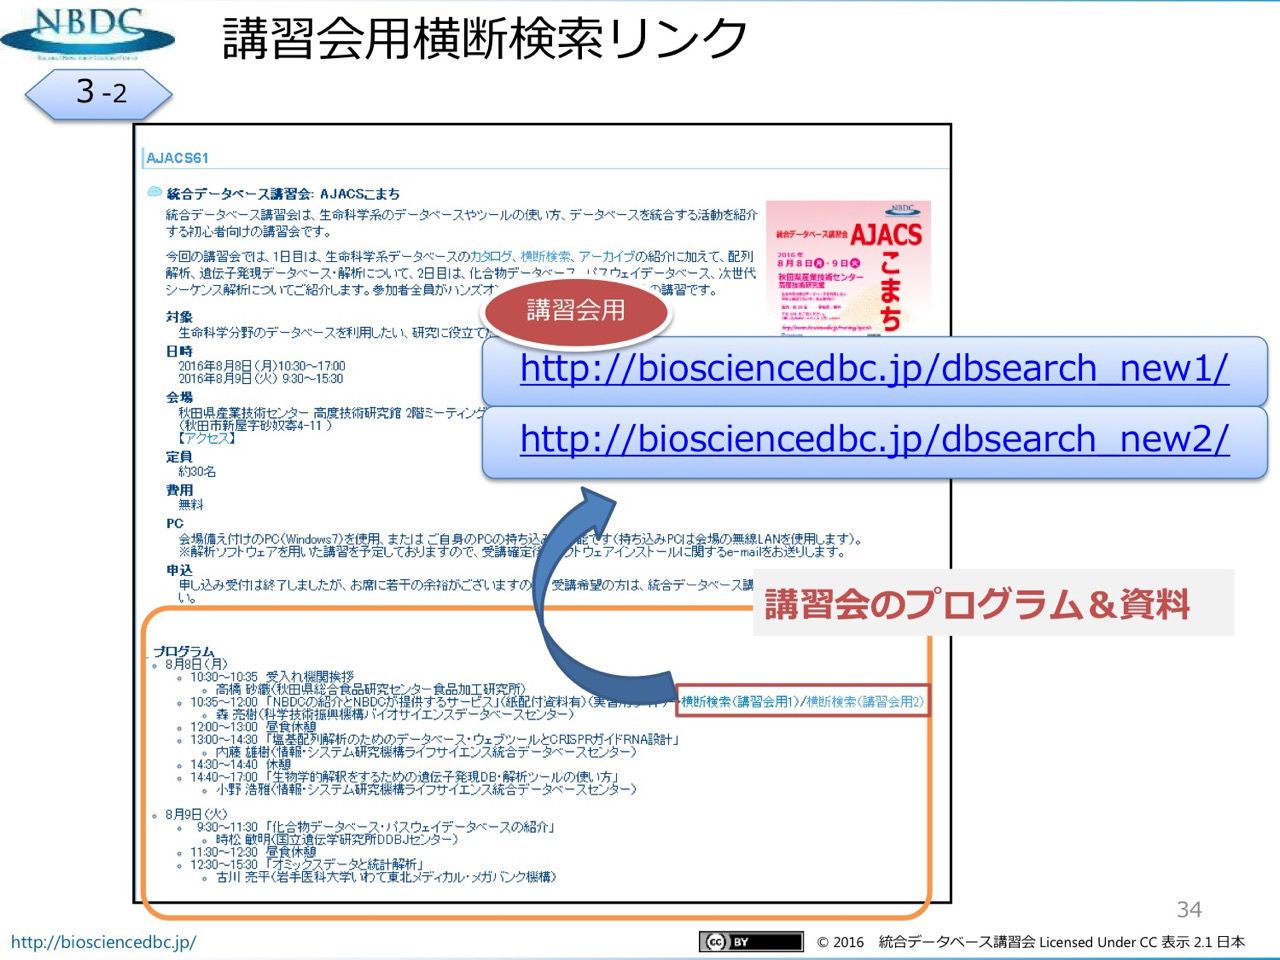 NBDC
講習会用横断検索リンク
3 -2
AJACS61
統合データベース講習会: AJACSこまち
統合データベース講習会は、生命科学系のデータベースやツールの使い方、データベースを統合する活動を紹介
する初心者向けの講習会です。
今回の講習会では、1日目は、生命科学系データベースのカタログ、横断検索、アーカイブの紹介に加えて、配列
解析、遺伝子発現データベース・解析について、2日目は、化合物データベース、パスウェイデータベース、次世代
シーケンス解析についてご紹介します。参加者全員がハンズオン の講習です。
NBDC
統合データベース講習会 AJACS
こまち
2016年
8月8日月・9日火
秋田県産業技術センター
高度技術研究館
講習会用
http://biosciencedbc.jp/dbsearch_new1/
http://biosciencedbc.jp/dbsearch_new2/
対象
生命科学分野のデータベースを利用したい、研究に役立て
日時
2016年8月8日(月)10:30～17:00
2016年8月9日(火) 9:30～15:30
会場
秋田県産業技術センター 高度技術研究館 2階ミーティング
(秋田市新屋字砂奴寄4-11 )
【アクセス】
定員
約30名
費用
無料
PC
会場備え付けのPC(Windows7)を使用、または ご自身のPCの持ち込み 能です(持ち込みPCは会場の無線LANを使用します)。
※解析ソフトウェアを用いた講習を予定しておりますので、受講確定後 フトウェアインストールに関するe-mailをお送りします。
申込
申し込み受付は終了しましたが、お席に若干の余裕がございますの 受講希望の方は、統合データベース講
い。
講習会のプログラム＆資料
プログラム
8月8日(月)
10:30～10:35 受入れ機関挨拶
高橋 砂織(秋田県総合食品研究センター食品加工研究所)
10:35～12:00 「NBDCの紹介とNBDCが提供するサービス」(紙配付資料有) 横断検索(講習会用1)/横断検索(講習会用2)
森 亮樹(科学技術振興機構バイオサイエンスデータベースセンター)
12:00～13:00 昼食休憩
13:00～14:30 「塩基配列解析のためのデータベース・ウェブツールとCRISPRガイドRNA設計」
内藤 雄樹(情報・システム研究機構ライフサイエンス統合データベースセンター)
14:30～14:40 休憩
14:40～17:00 「生物学的解釈をするための遺伝子発現DB・解析ツールの使い方」
小野 浩雅(情報・システム研究機構ライフサイエンス統合データベースセンター)
8月9日(火)
9:30～11:30 「化合物データベース・パスウェイデータベースの紹介」
時松 敏明(国立遺伝学研究所DDBJセンター)
11:30～12:30 昼食休憩
12:30～15:30 「オミックスデータと統計解析」
古川 亮平(岩手医科大学いわて東北メディカル・メガバンク機構)
34
http://biosciencedbc.jp/
cc BY
© 2016 統合データベース講習会 Licensed Under CC 表示 2.1 日本